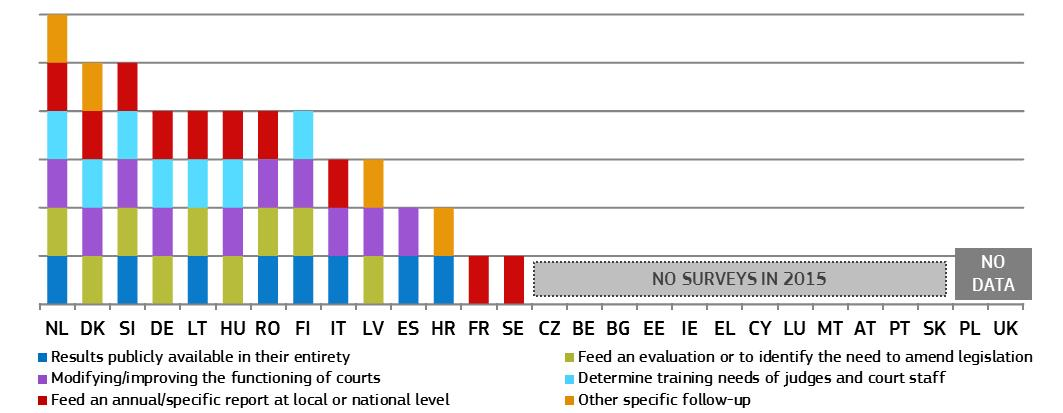 NO SURVEYS IN 2015
NO
DATA
NL DK SI DE LT HU RO FI IT LV ES HR FR SE CZ BE BG EE IE EL CY LU MT AT PT SK PL UK
Results publicly available in their entirety
Feed an evaluation or to identify the need to amend legislation
Modifying/improving the functioning of courts
Determine training needs of judges and court staff
Feed an annual/specific report at local or national level
Other specific follow-up